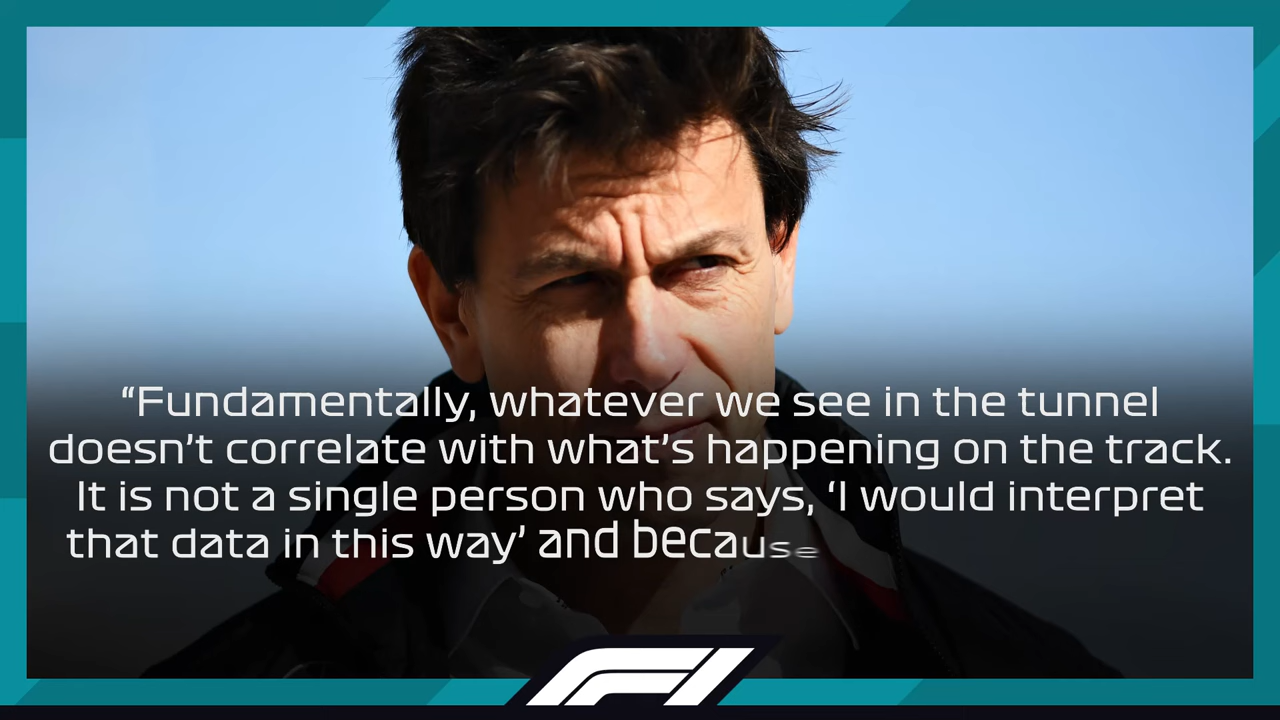 “Fundamentally, whatever we see in the tunnel
doesn’t correlate with what’s happening on the track.
It is not a single person who says, ‘I would interpret
that data in this way’ and because
F1